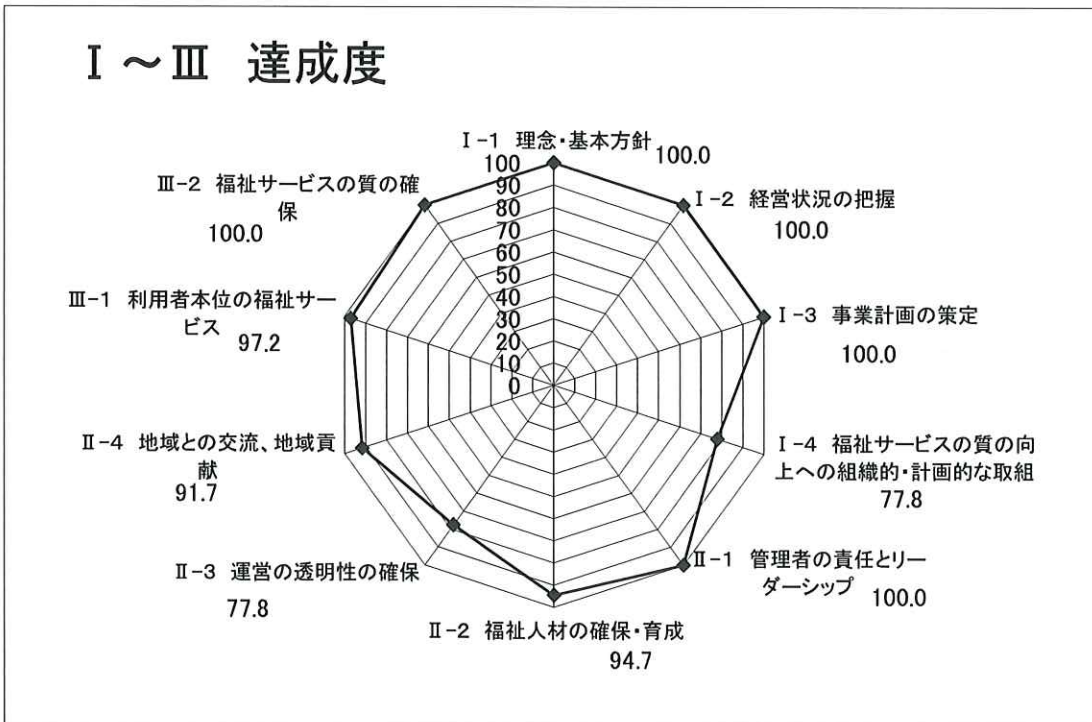 Ⅰ～Ⅲ 達成度
Ⅰ-1 理念・基本方針
100.0
Ⅰ-2 経営状況の把握
100.0
Ⅰ-3 事業計画の策定
100.0
Ⅰ-4 福祉サービスの質の向
上への組織的・計画的な取組
77.8
Ⅱ-1 管理者の責任とリー
ダーシップ
100.0
Ⅱ-2 福祉人材の確保・育成
94.7
Ⅱ-3 運営の透明性の確保
77.8
Ⅱ-4 地域との交流、地域貢
献
91.7
Ⅲ-1 利用者本位の福祉サー
ビス
97.2
Ⅲ-2 福祉サービスの質の確
保
100.0
100
90
80
70
60
50
40
30
20
10
0